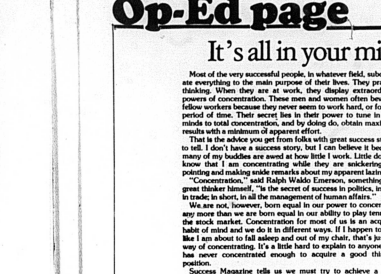 Op-Ed page
It's all in your mi
Most of the very successful people, in whatever field, subo
ate everything to the main purpose of their lives. They pra
thinking. When they are at work, they display extraord
powers of concentration. These men and women often bew
fellow workers because they never seem to work hard, or fo
period of time. Their secret lies in their power to tune in
minds to total concentration, and by doing do, obtain maxi
results with a minimum of apparent effort.
That is the advice you get from folks with great success st
to tell. I don't have a success story, but I can believe it bec
many of my buddies are awed at how little I work. Little do
know that I am concentrating while they are snickering
pointing and making snide remarks about my apparent lazin
"Concentration," said Ralph Waldo Emerson, something
great thinker himself, "is the secret of success in politics, in
in trade; in short, in all the management of human affairs."
We are not, however, born equal in our power to concen
any more than we are born equal in our ability to play tenn
the stock market. Concentration for most of us is an acq
habit of mind and we do it in different ways. If I happen to
like I am about to fall asleep and out of my chair, that's jus
way of concentrating. It's a little hard to explain to anyone
has never concentrated enough to acquire a good thi
position.
Success Magazine tells us we must try to achieve a